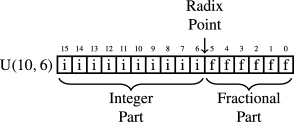 Radix
Point
15 14 13 12 11 10 9 8 7 6 5 4 3 2 1 0
U(10, 6) i i i i i i i i i i f f f f f f
Integer Fractional
Part Part